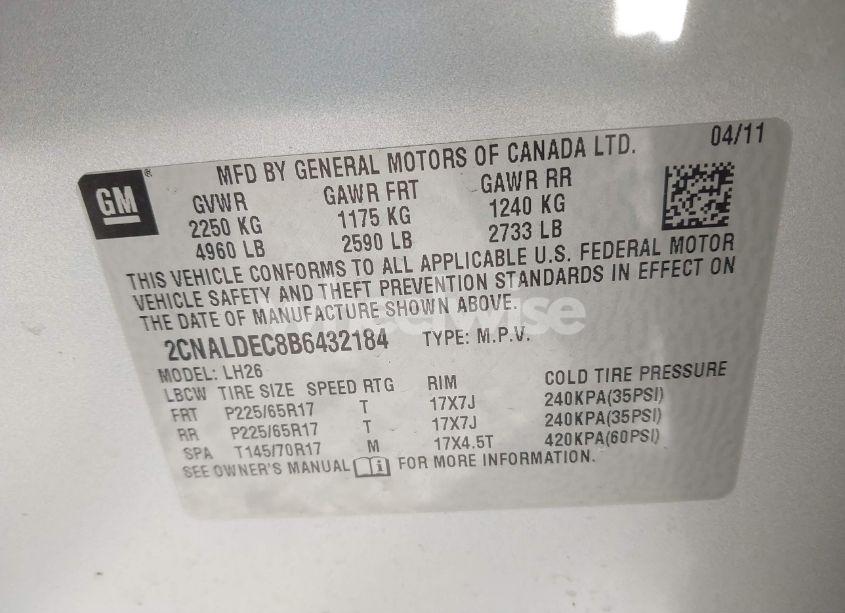 GM ®
MFD BY GENERAL MOTORS OF CANADA LTD. 04/11
GVWR GAWR FRT GAWR RR
2250 KG 1175 KG 1240 KG
4960 LB 2590 LB 2733 LB
THIS VEHICLE CONFORMS TO ALL APPLICABLE U.S. FEDERAL MOTOR
VEHICLE SAFETY AND THEFT PREVENTION STANDARDS IN EFFECT ON
THE DATE OF MANUFACTURE SHOWN ABOVE.
wheelwise
2CNALDEC8B6432184 TYPE: M.P.V.
MODEL: LH26
LBCW TIRE SIZE SPEED RTG RIM COLD TIRE PRESSURE
FRT P225/65R17 T 17X7J 240KPA(35PSI)
RR P225/65R17 T 17X7J 240KPA(35PSI)
SPA T145/70R17 M 17X4.5T 420KPA(60PSI)
SEE OWNER'S MANUAL FOR MORE INFORMATION.